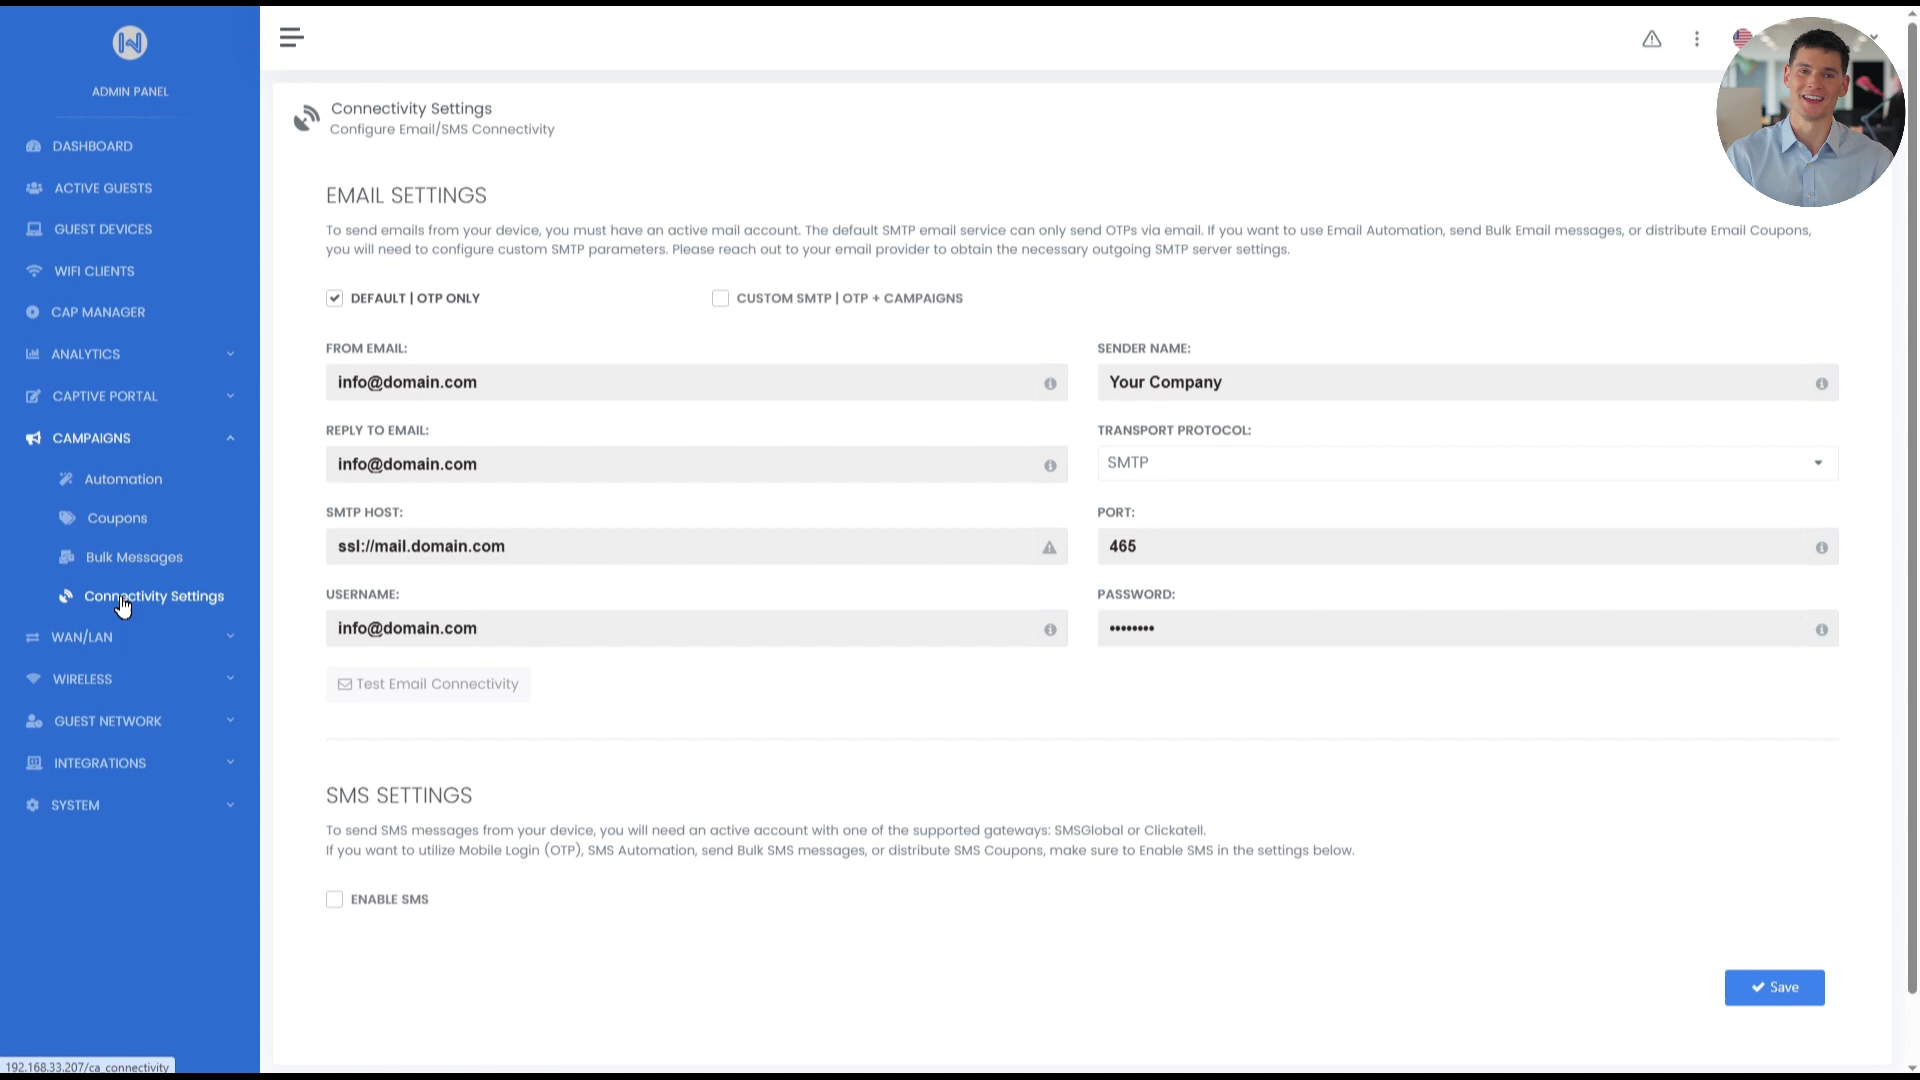 ADMIN PANEL
DASHBOARD
ACTIVE GUESTS
GUEST DEVICES
WIFI CLIENTS
CAP MANAGER
ANALYTICS
CAPTIVE PORTAL
CAMPAIGNS
Automation
Coupons
Bulk Messages
Connectivity Settings
WAN/LAN
WIRELESS
GUEST NETWORK
INTEGRATIONS
SYSTEM
192.168.33.207/ca_connectivity
Connectivity Settings
Configure Email/SMS Connectivity
EMAIL SETTINGS
To send emails from your device, you must have an active mail account. The default SMTP email service can only send OTPs via email. If you want to use Email Automation, send Bulk Email messages, or distribute Email Coupons,
you will need to configure custom SMTP parameters. Please reach out to your email provider to obtain the necessary outgoing SMTP server settings.
DEFAULT | OTP ONLY
CUSTOM SMTP | OTP + CAMPAIGNS
FROM EMAIL:
info@domain.com
SENDER NAME:
Your Company
REPLY TO EMAIL:
info@domain.com
TRANSPORT PROTOCOL:
SMTP
SMTP HOST:
ssl://mail.domain.com
PORT:
465
USERNAME:
info@domain.com
PASSWORD:
••••••••
Test Email Connectivity
SMS SETTINGS
To send SMS messages from your device, you will need an active account with one of the supported gateways: SMSGlobal or Clickatell.
If you want to utilize Mobile Login (OTP), SMS Automation, send Bulk SMS messages, or distribute SMS Coupons, make sure to Enable SMS in the settings below.
ENABLE SMS
Save